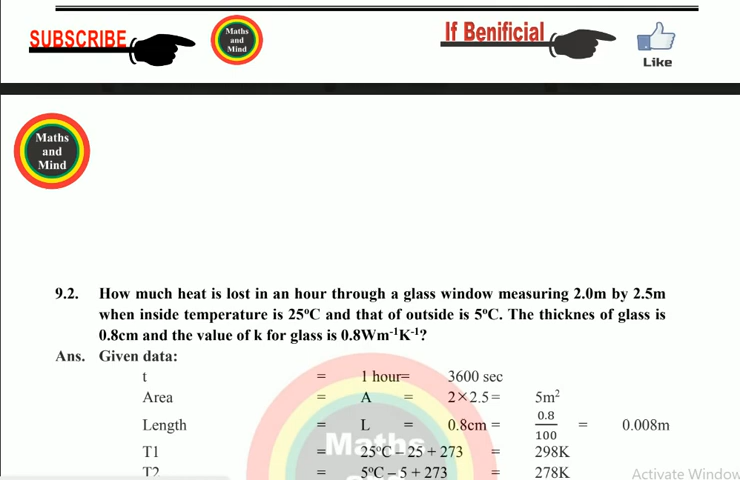 SUBSCRIBE
Maths
and
Mind
If Benificial
Like
Maths
and
Mind
9.2. How much heat is lost in an hour through a glass window measuring 2.0m by 2.5m
when inside temperature is 25°C and that of outside is 5°C. The thicknes of glass is
0.8cm and the value of k for glass is 0.8Wm⁻¹K⁻¹?
Ans. Given data:
t = 1 hour= 3600 sec
Area = A = 2×2.5= 5m²
Length = L = 0.8cm = 0.8/100 = 0.008m
T1 = 25°C – 25 + 273 = 298K
T2 = 5°C – 5 + 273 = 278K
Maths
Activate Window